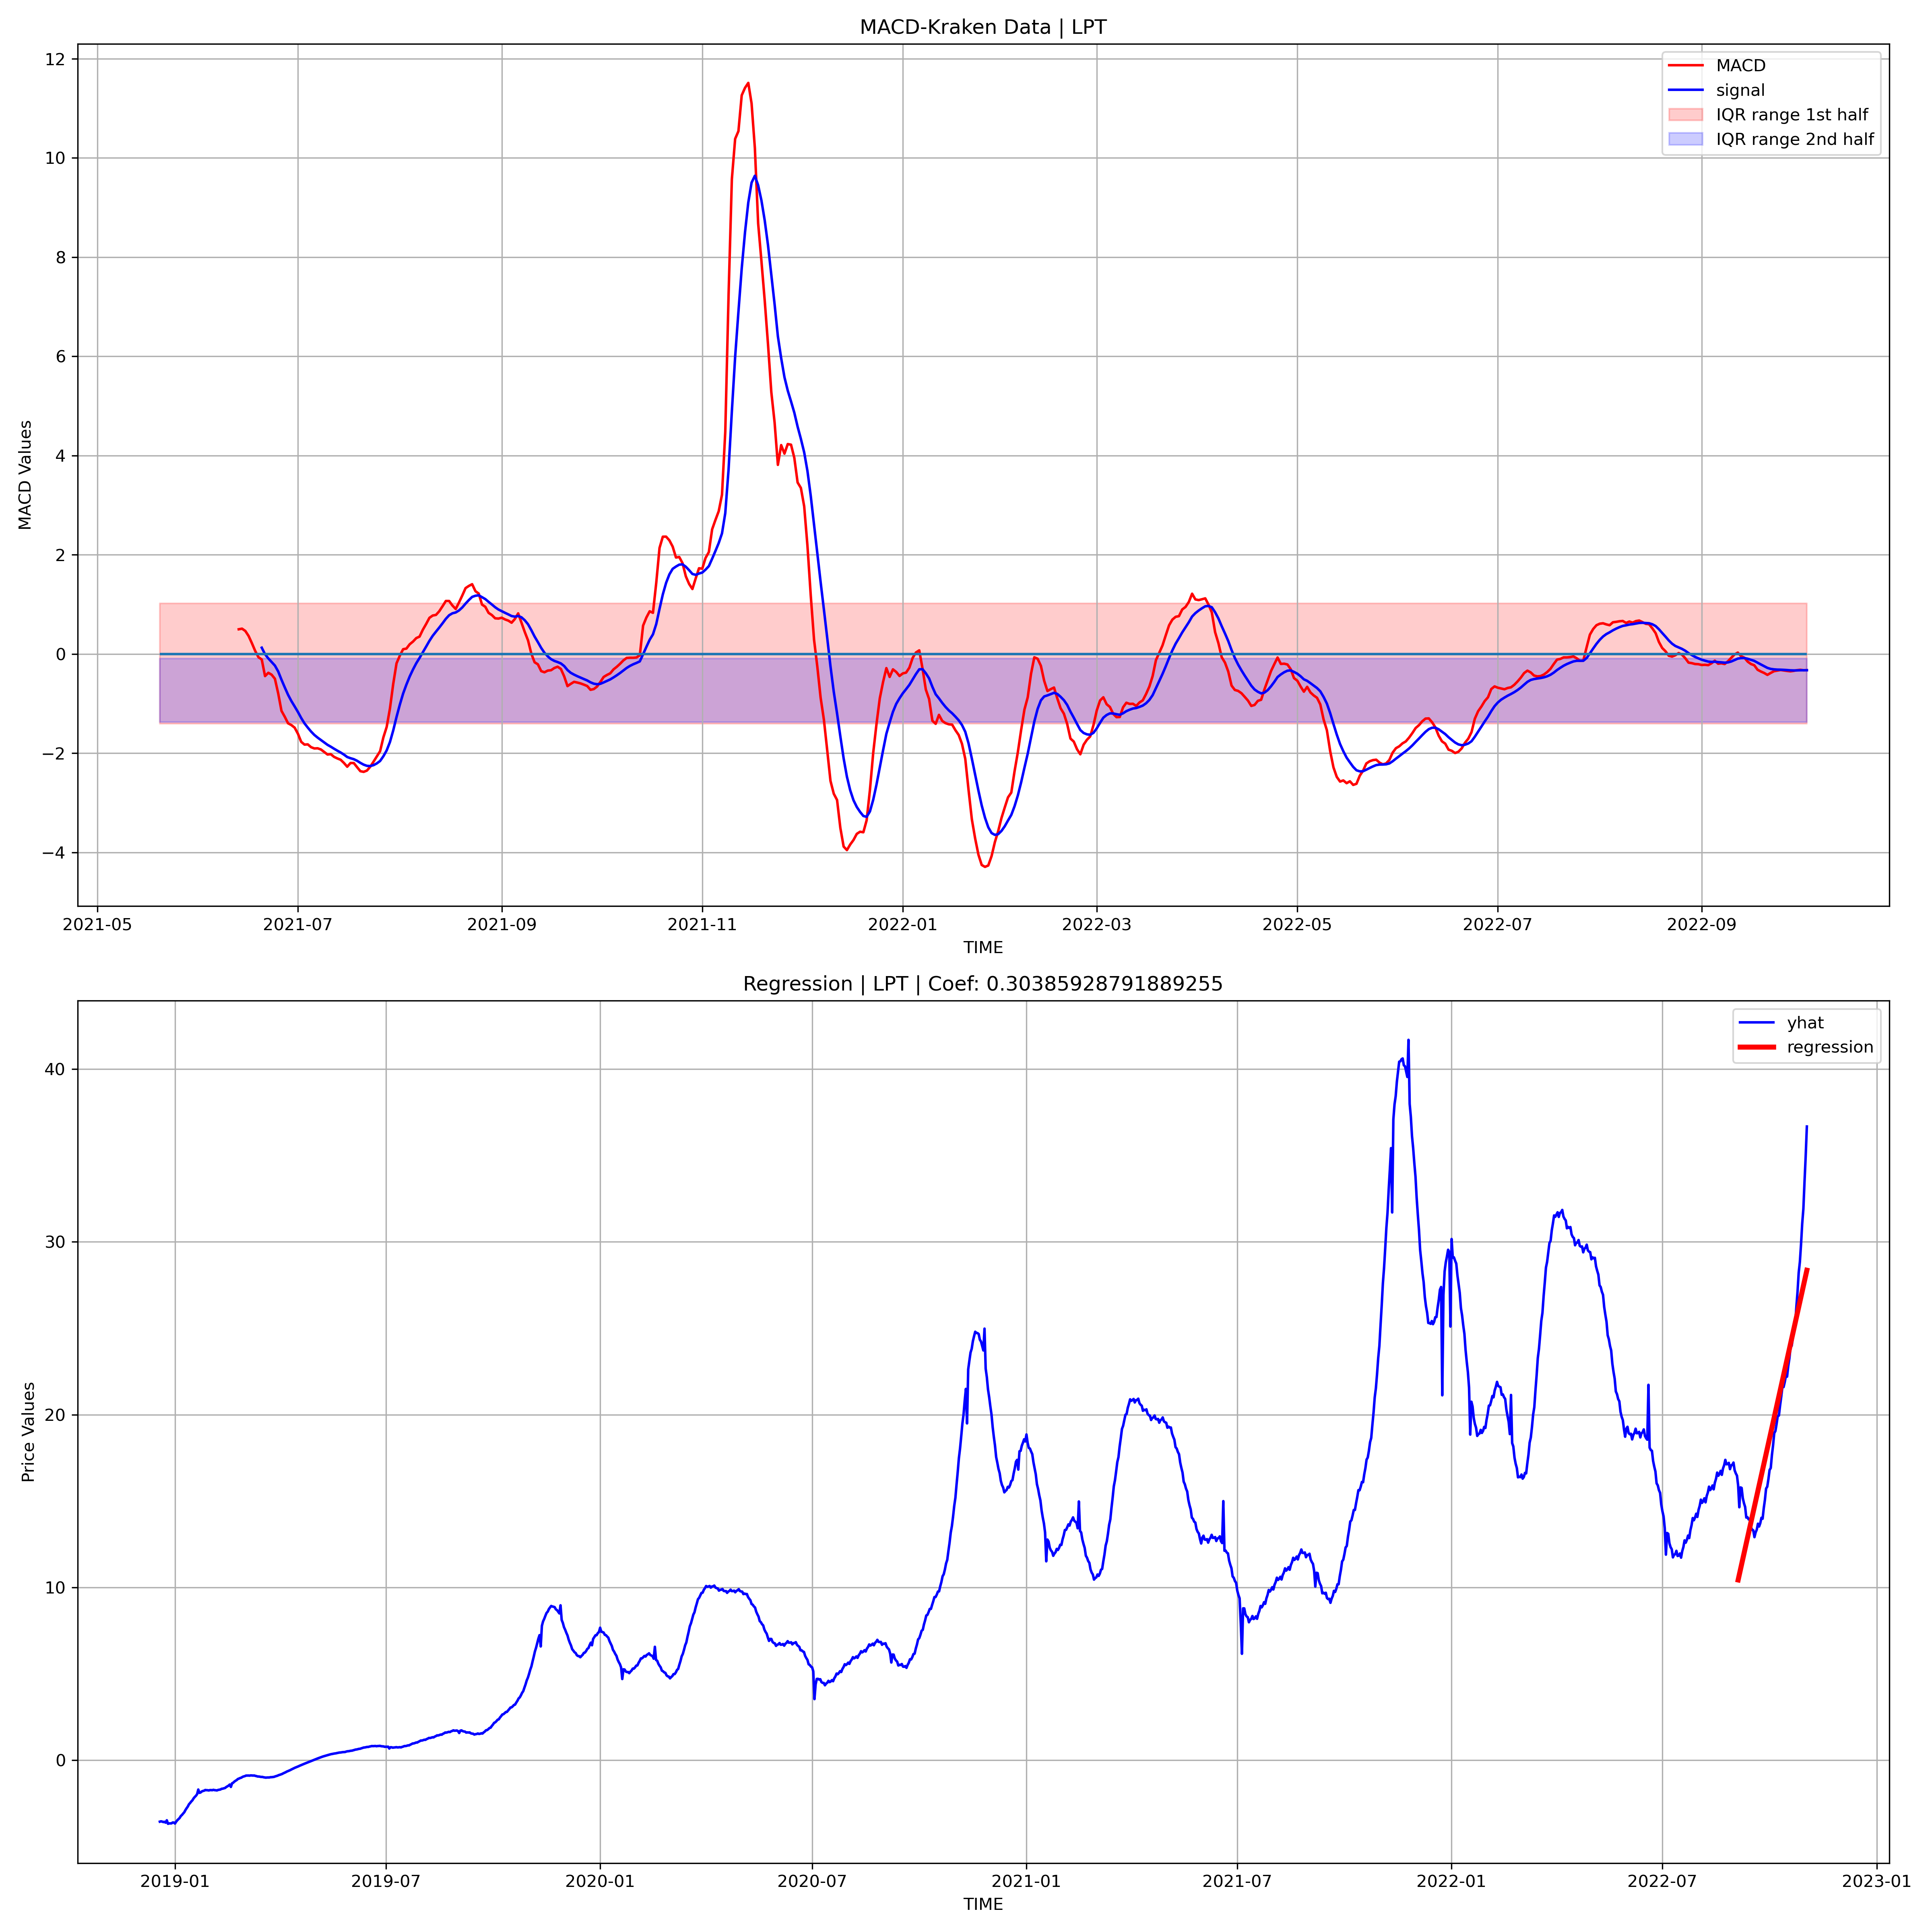 MACD-Kraken Data | LPT
MACD
signal
IQR range 1st half
IQR range 2nd half
MACD Values
12
10
8
6
4
2
0
−2
−4
2021-05 2021-07 2021-09 2021-11 2022-01 2022-03 2022-05 2022-07 2022-09
TIME
Regression | LPT | Coef: 0.30385928791889255
yhat
regression
Price Values
40
30
20
10
0
2019-01 2019-07 2020-01 2020-07 2021-01 2021-07 2022-01 2022-07 2023-01
TIME